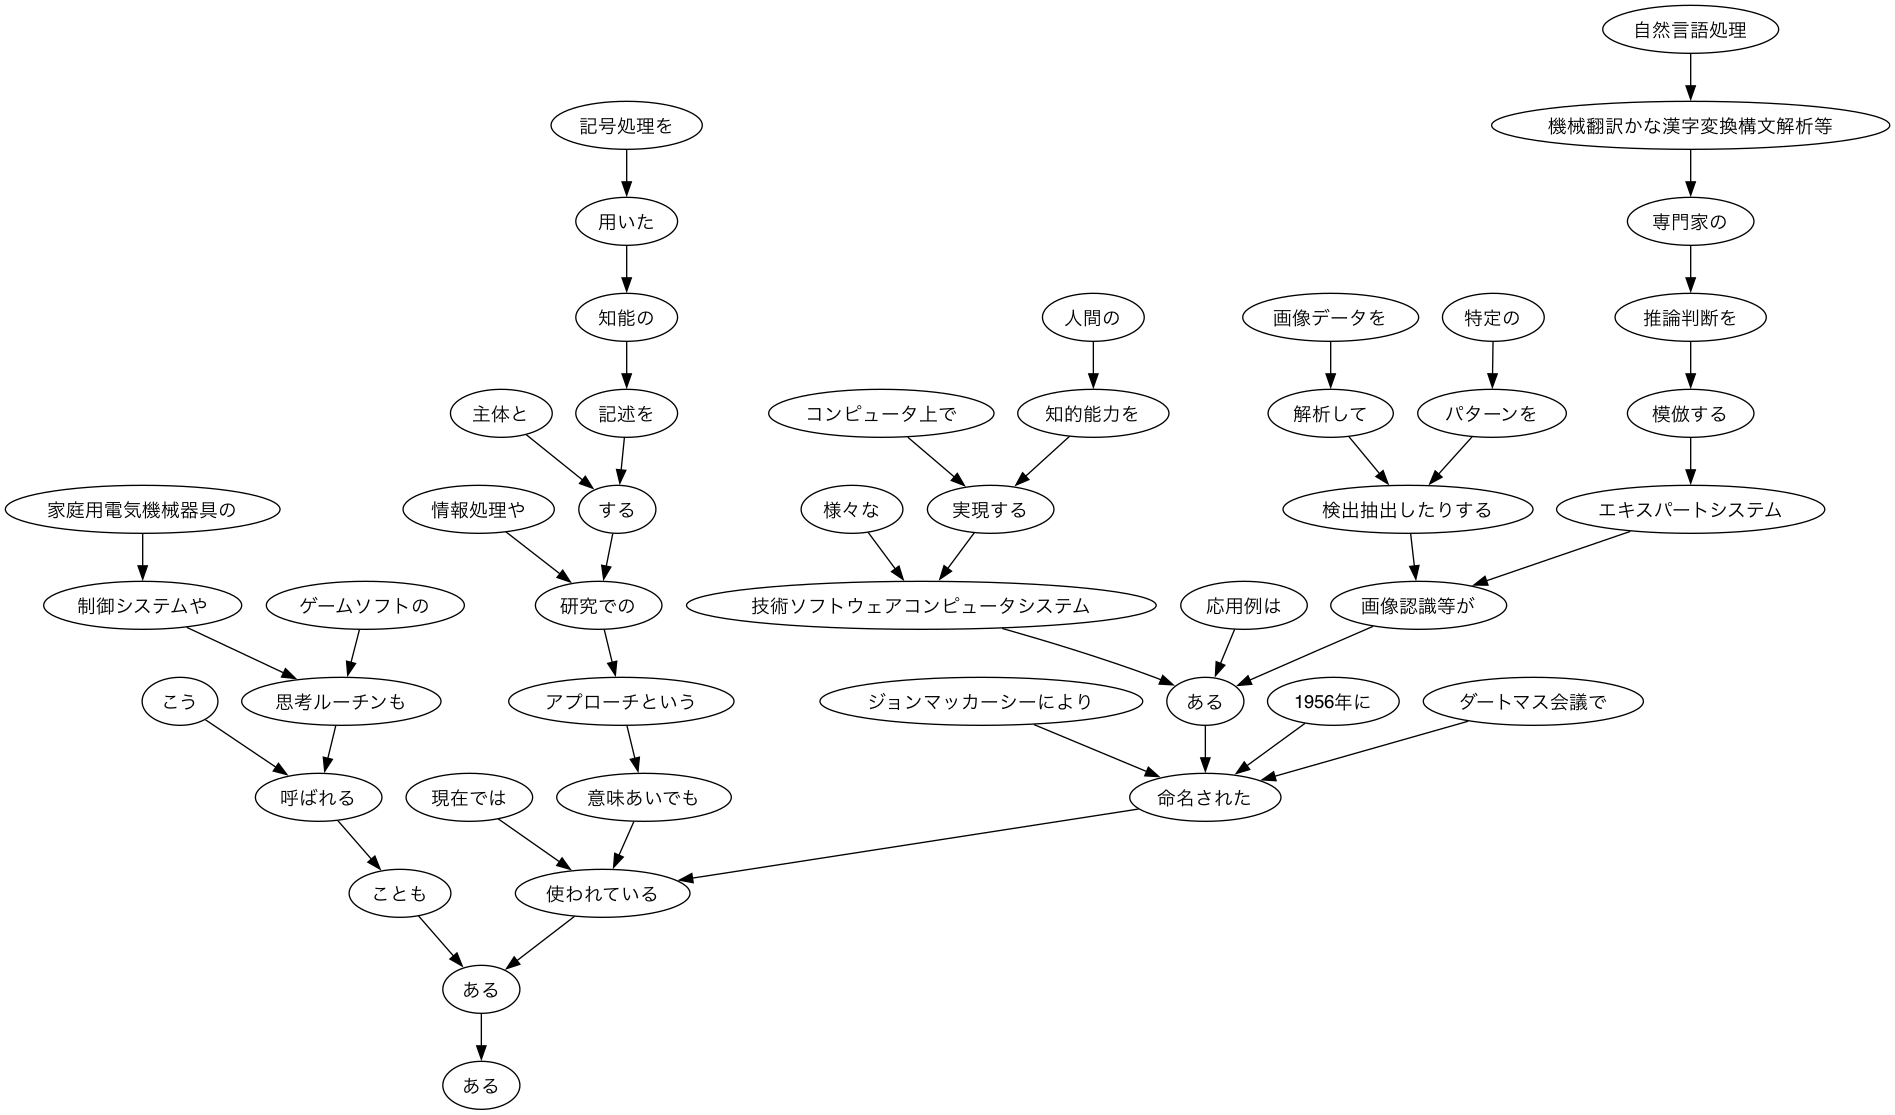 自然言語処理
記号処理を
機械翻訳かな漢字変換構文解析等
用いた
専門家の
知能の
人間の
画像データを
特定の
推論判断を
主体と
記述を
コンピュータ上で
知的能力を
解析して
パターンを
模倣する
家庭用電気機械器具の
情報処理や
する
様々な
実現する
検出抽出したりする
エキスパートシステム
制御システムや
ゲームソフトの
研究での
技術ソフトウェアコンピュータシステム
応用例は
画像認識等が
こう
思考ルーチンも
アプローチという
ジョンマッカーシーにより
ある
1956年に
ダートマス会議で
呼ばれる
現在では
意味あいでも
命名された
ことも
使われている
ある
ある